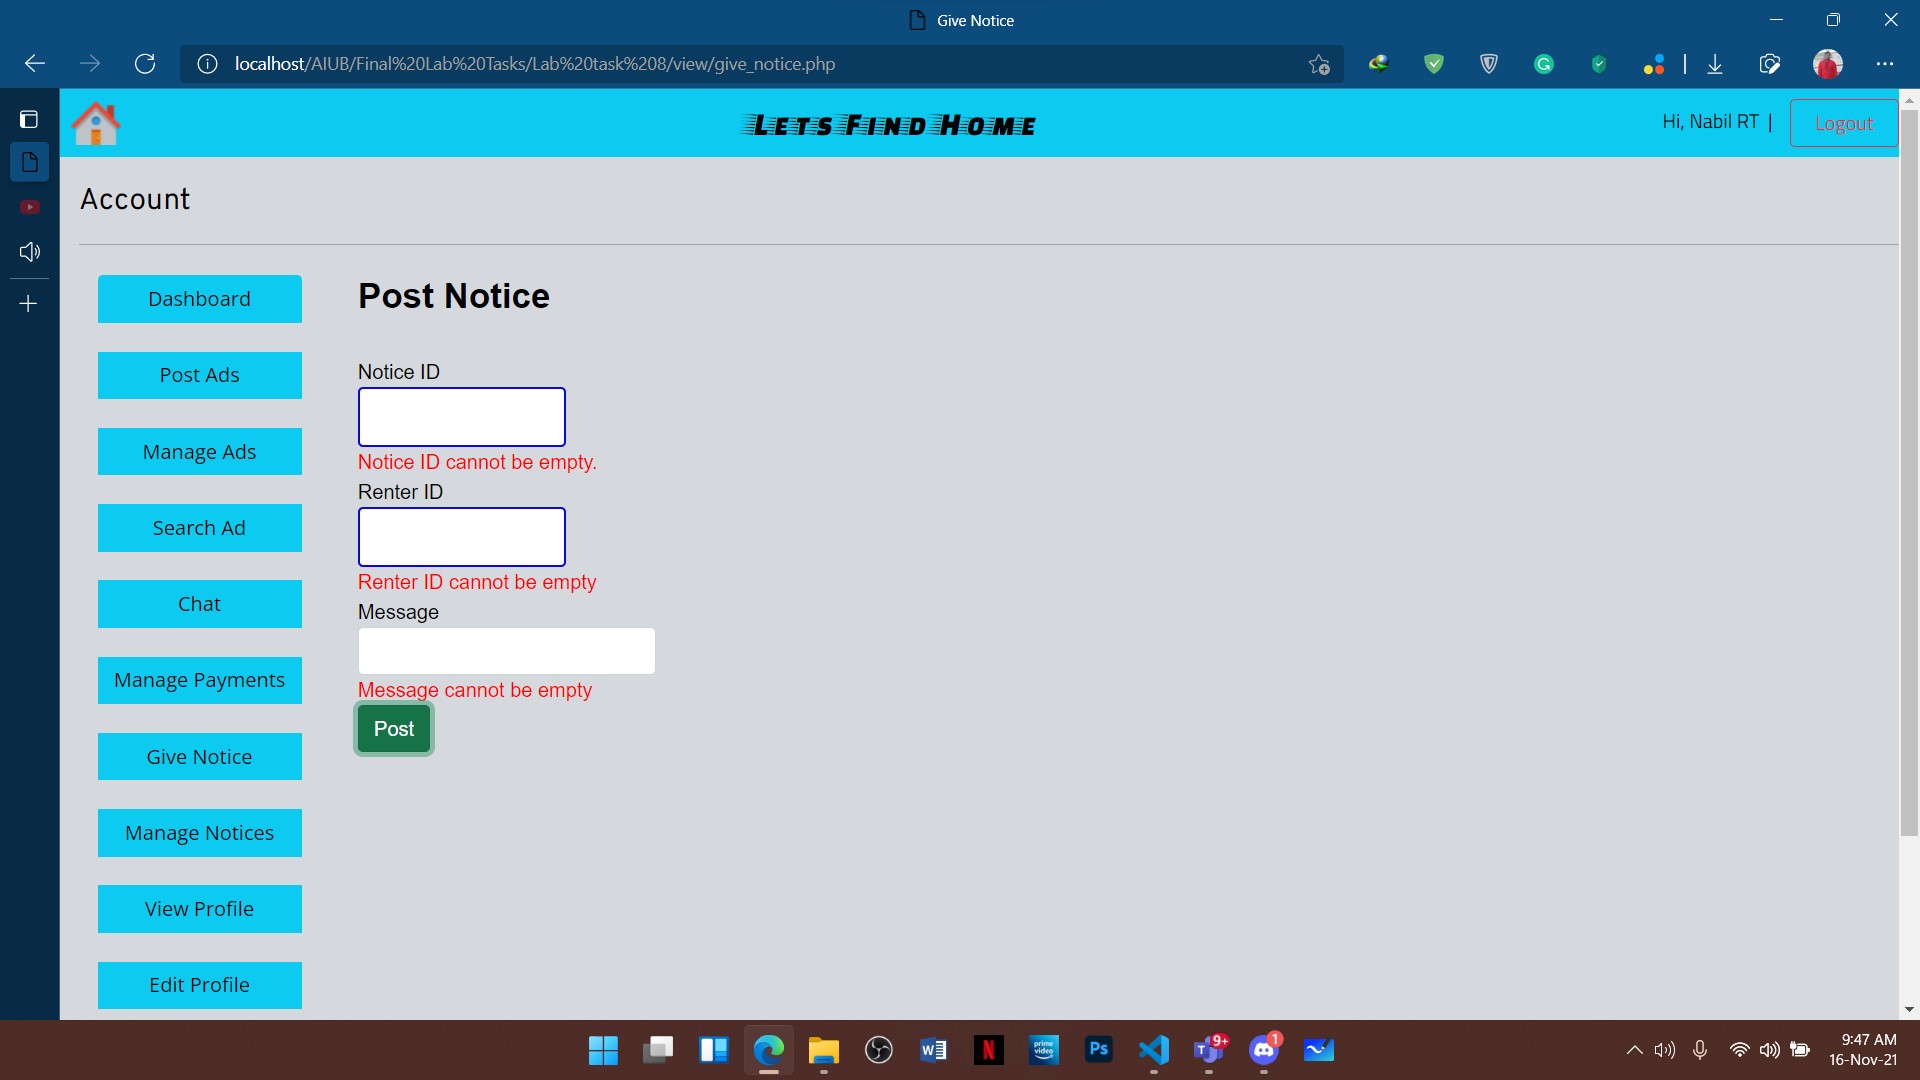 Give Notice
localhost/AIUB/Final%20Lab%20Tasks/Lab%20task%208/view/give_notice.php
LETS FIND HOME
Hi, Nabil RT |
Logout
Account
Dashboard
Post Ads
Manage Ads
Search Ad
Chat
Manage Payments
Give Notice
Manage Notices
View Profile
Edit Profile
Post Notice
Notice ID
Notice ID cannot be empty.
Renter ID
Renter ID cannot be empty
Message
Message cannot be empty
Post
W
N
prime video
Ps
T
9+
1
9:47 AM
16-Nov-21